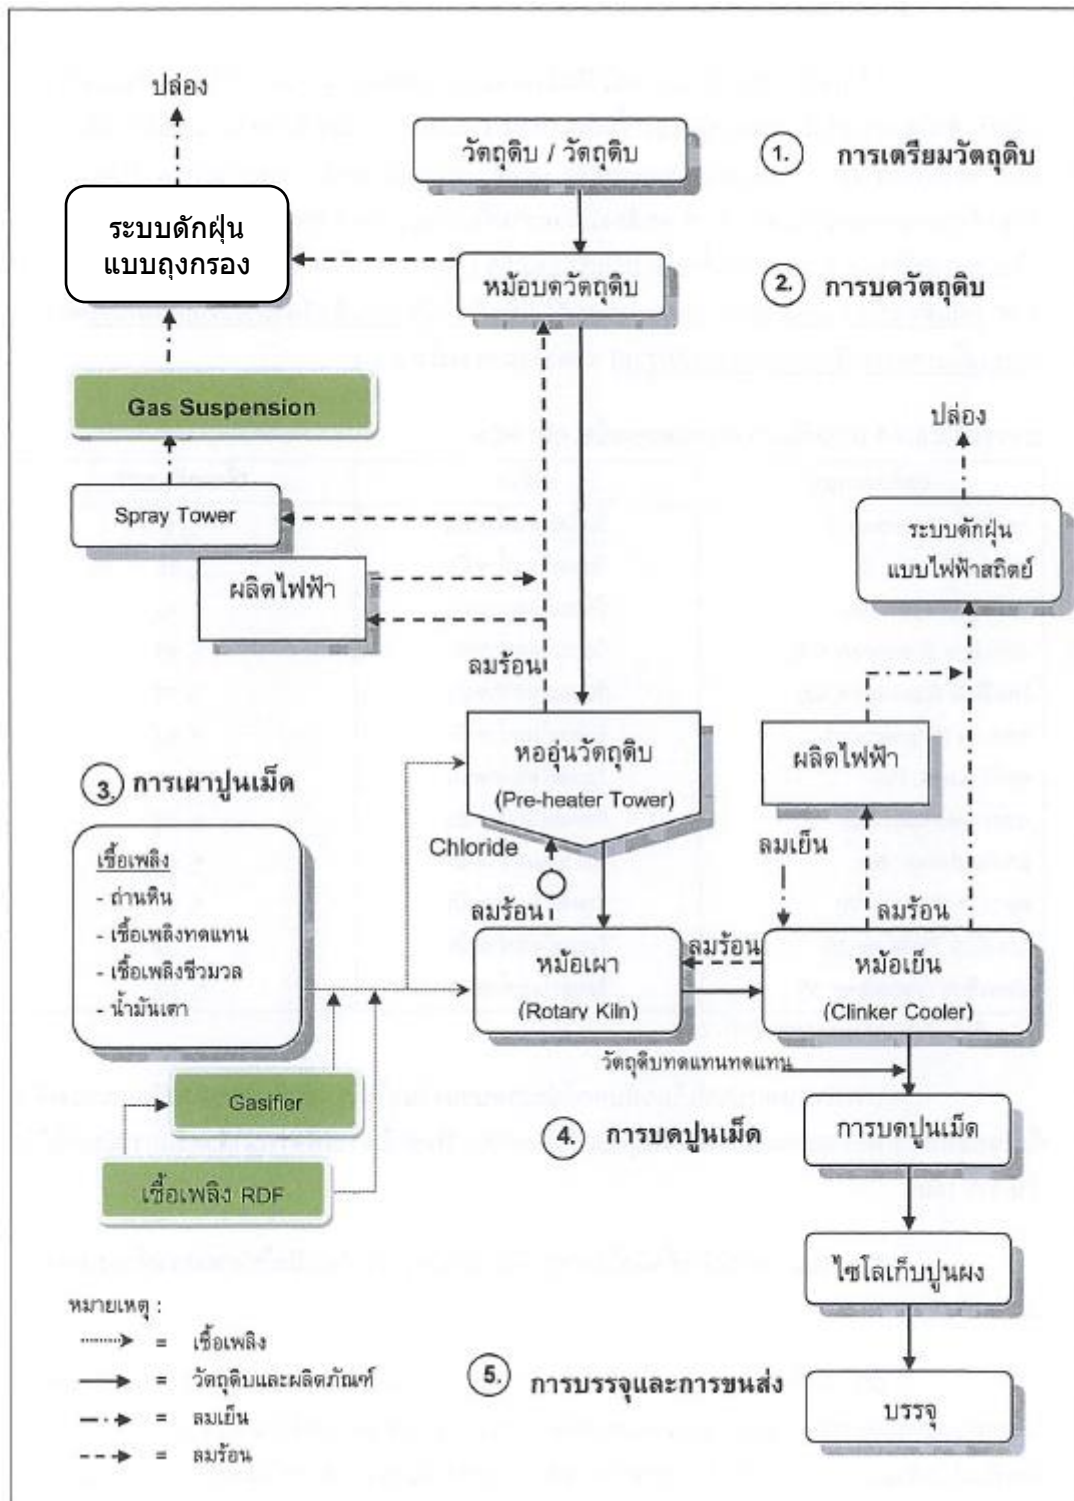 ปล่อง
วัตถุดิบ / วัตถุดิบ
1. การเตรียมวัตถุดิบ
ระบบดักฝุ่น
แบบถุงกรอง
หม้อบดวัตถุดิบ
2. การบดวัตถุดิบ
Gas Suspension
ปล่อง
Spray Tower
ระบบดักฝุ่น
แบบไฟฟ้าสถิตย์
ผลิตไฟฟ้า
ลมร้อน
หออุ่นวัตถุดิบ
(Pre-heater Tower)
ผลิตไฟฟ้า
3. การเผาปูนเม็ด
Chloride
ลมเย็น
เชื้อเพลิง
- ถ่านหิน
- เชื้อเพลิงทดแทน
- เชื้อเพลิงชีวมวล
- น้ำมันเตา
ลมร้อน
ลมร้อน
ลมร้อน
หม้อเผา
(Rotary Kiln)
หม้อเย็น
(Clinker Cooler)
วัตถุดิบทดแทนทดแทน
Gasifier
4. การบดปูนเม็ด
การบดปูนเม็ด
เชื้อเพลิง RDF
ไซโลเก็บปูนผง
หมายเหตุ :
= เชื้อเพลิง
= วัตถุดิบและผลิตภัณฑ์
= ลมเย็น
= ลมร้อน
5. การบรรจุและการขนส่ง
บรรจุ